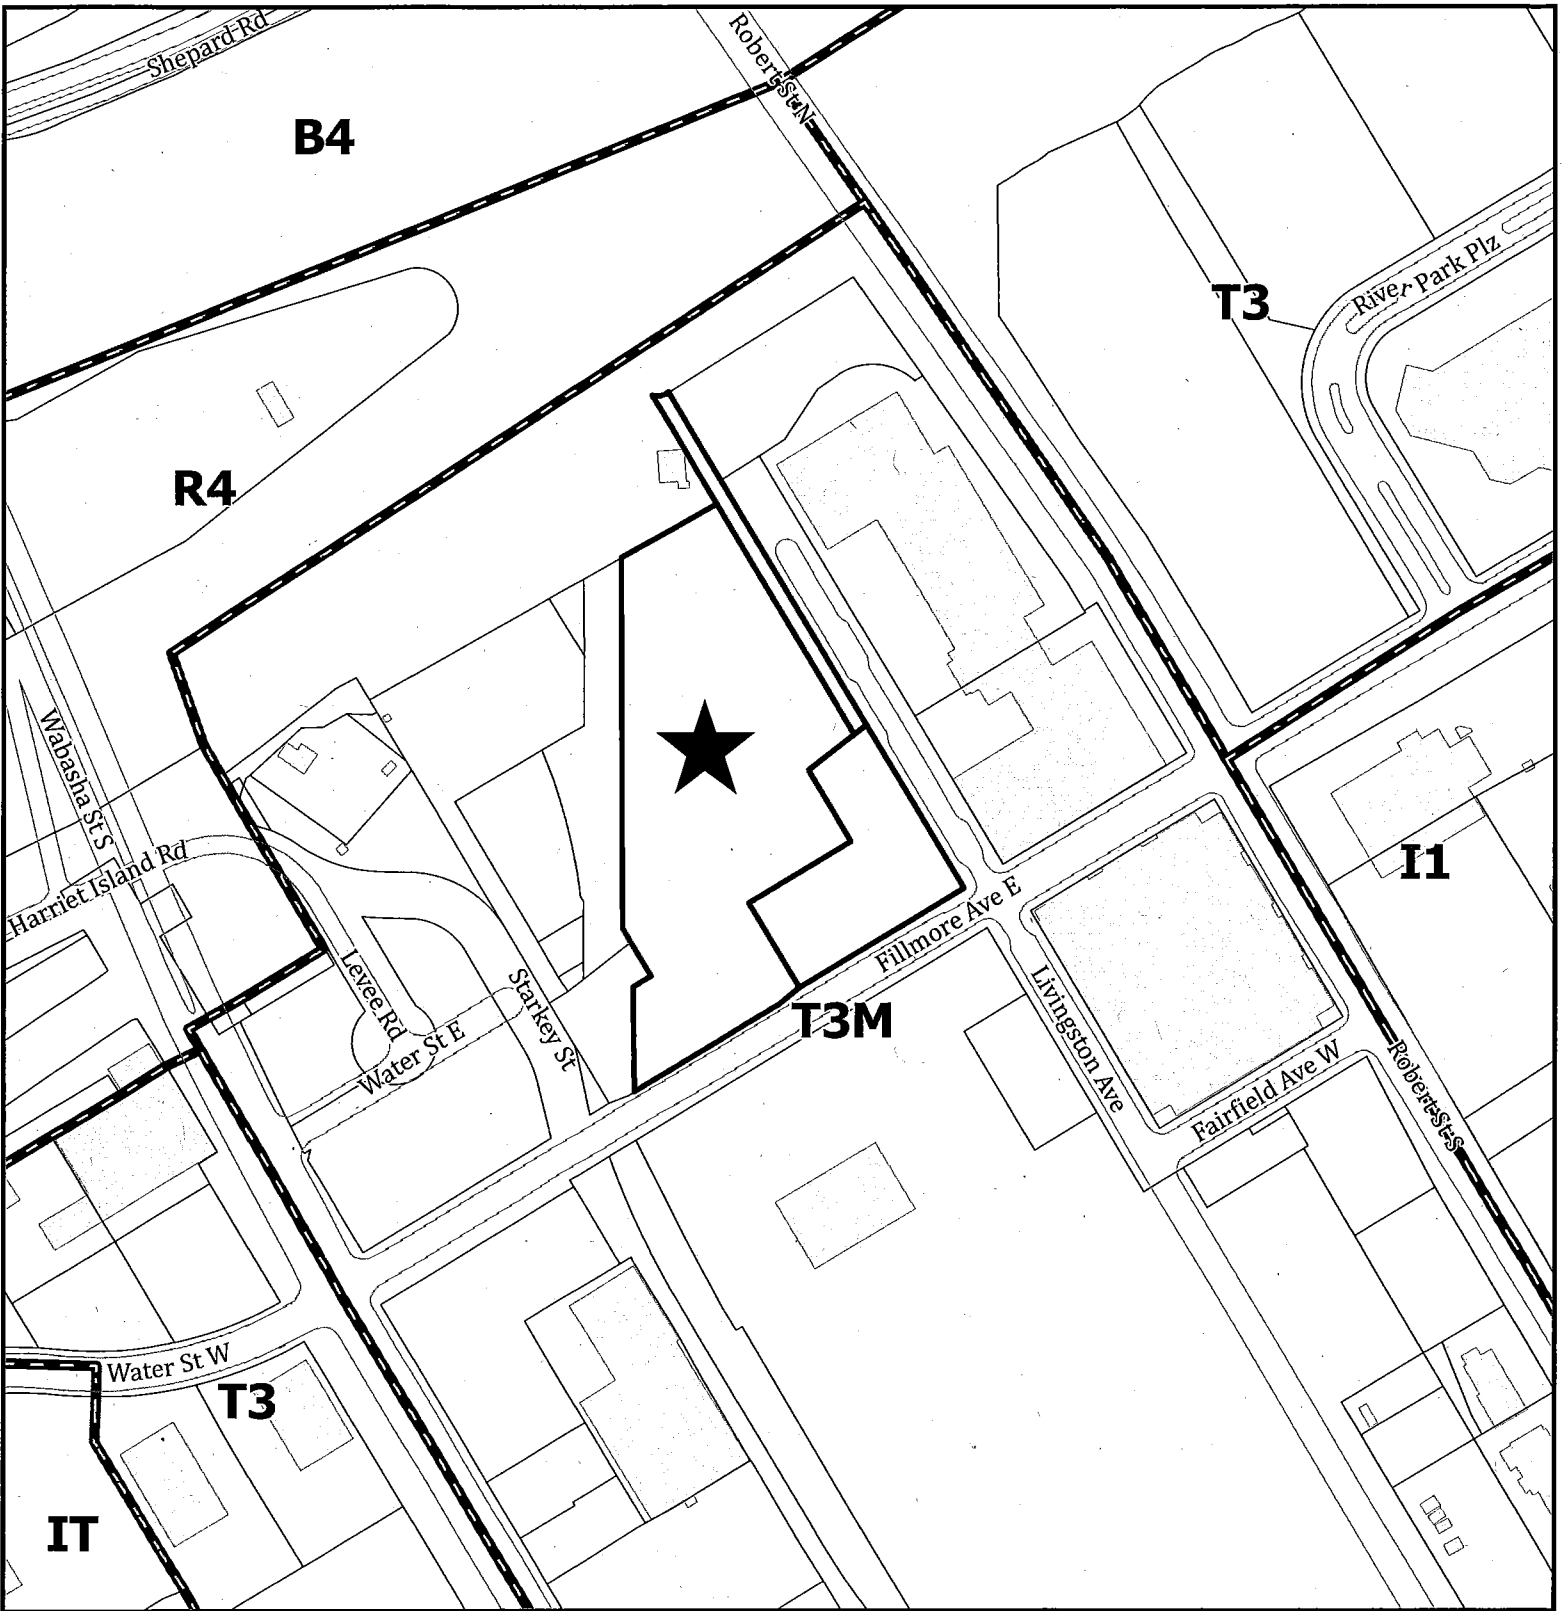 Shepard Rd
Robert St N
B4
River Park Plz
T3
R4
Wabasha St S
Harriet Island Rd
I1
Fillmore Ave E
Levee Rd
Starkey St
Livingston Ave
T3M
Water St E
Fairfield Ave W
Robert St S
Water St W
T3
IT